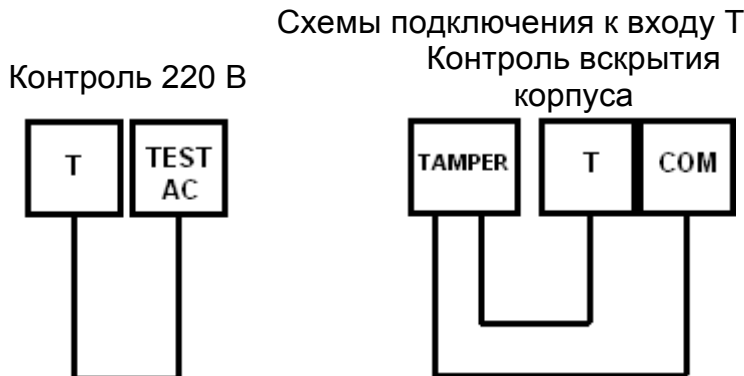 Схемы подключения к входу Т
Контроль 220 В
Контроль вскрытия
корпуса
T
TEST
AC
TAMPER
T
COM